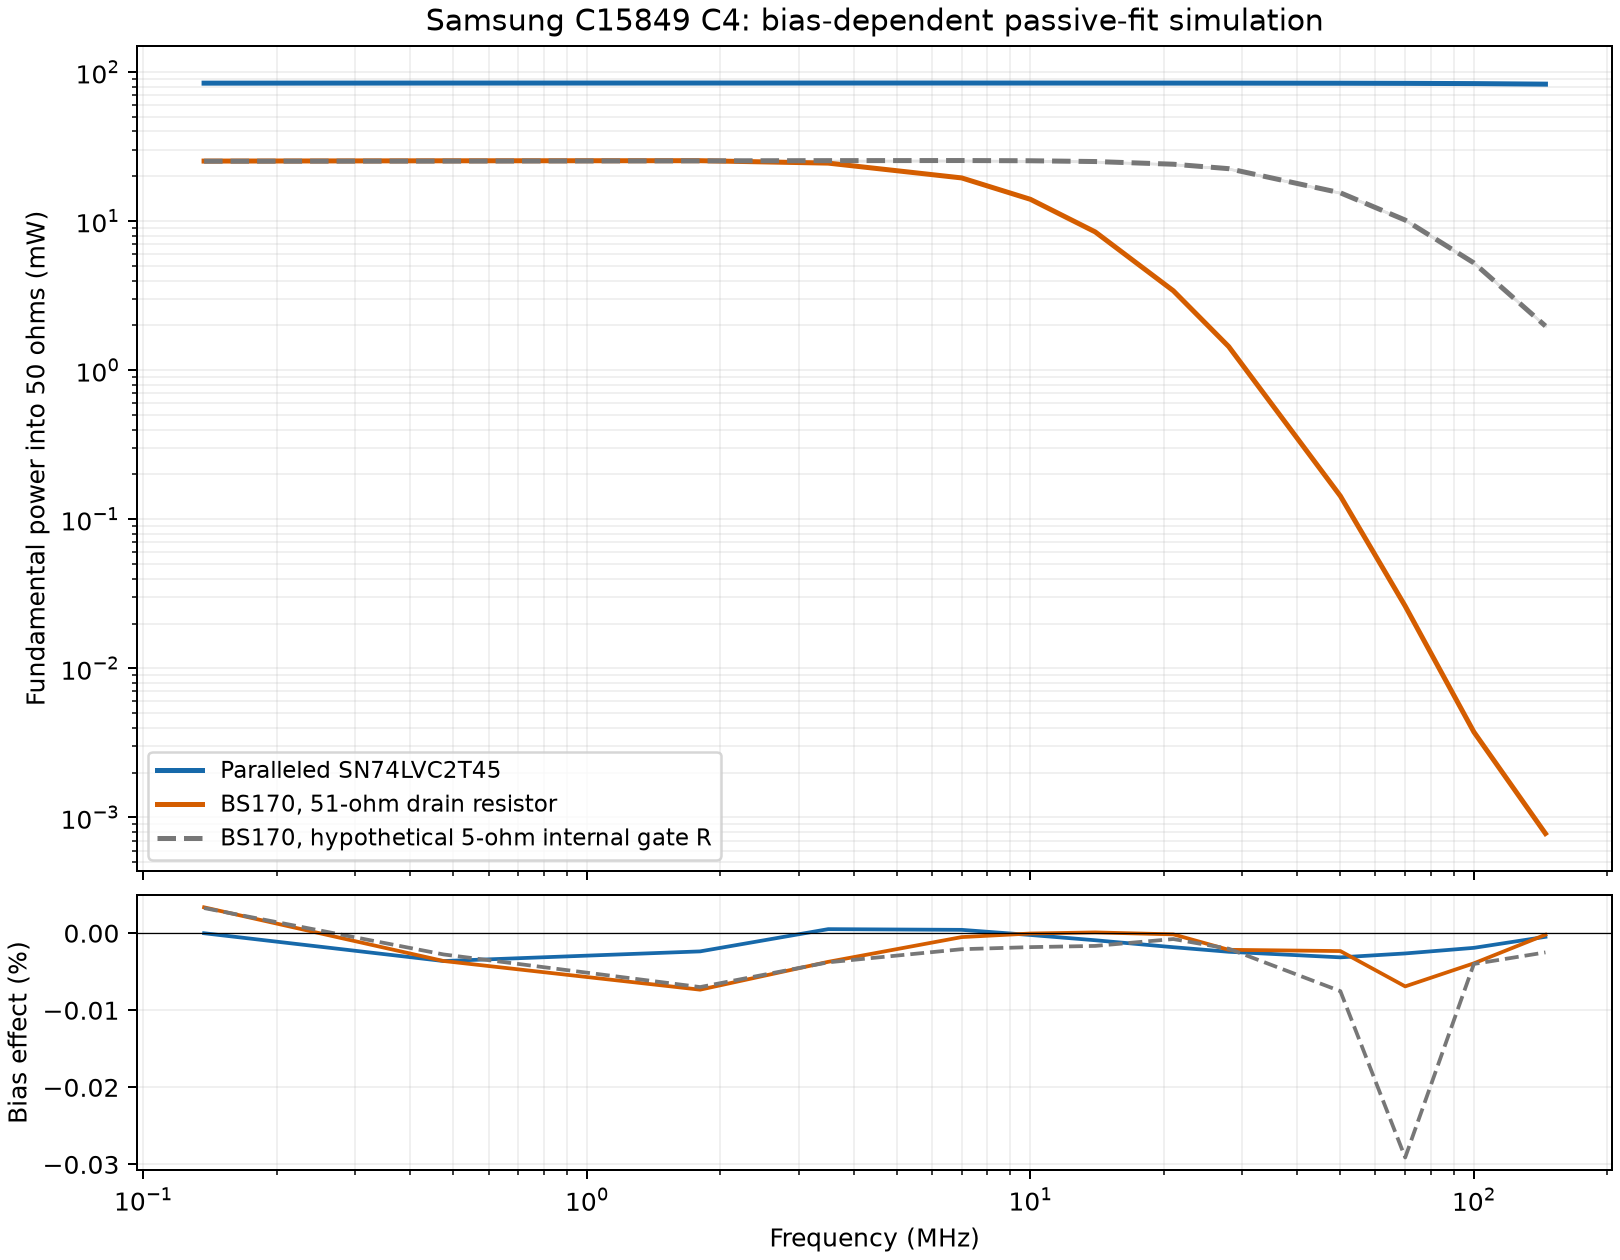 Samsung C15849 C4: bias-dependent passive-fit simulation
Fundamental power into 50 ohms (mW)
10²
10¹
10⁰
10⁻¹
10⁻²
10⁻³
Paralleled SN74LVC2T45
BS170, 51-ohm drain resistor
BS170, hypothetical 5-ohm internal gate R
Bias effect (%)
0.00
−0.01
−0.02
−0.03
10⁻¹ 10⁰ 10¹ 10²
Frequency (MHz)